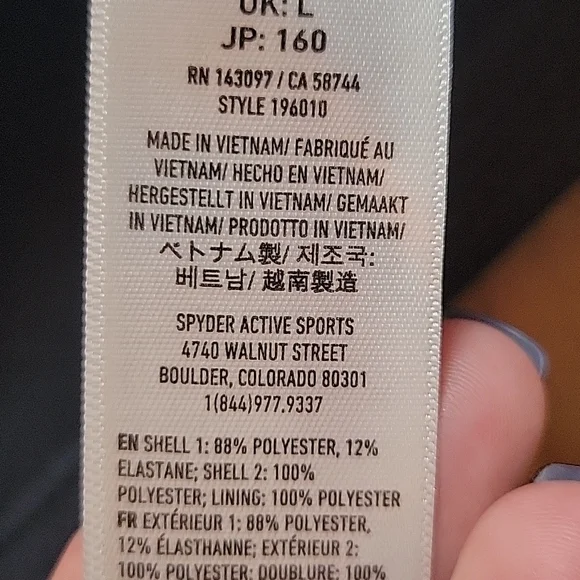 UK: L
JP: 160
RN 143097 / CA 58744
STYLE 196010
MADE IN VIETNAM/ FABRIQUÉ AU
VIETNAM/ HECHO EN VIETNAM/
HERGESTELLT IN VIETNAM/ GEMAAKT
IN VIETNAM/ PRODOTTO IN VIETNAM/
ベトナム製/ 제조국:
베트남/ 越南製造
SPYDER ACTIVE SPORTS
4740 WALNUT STREET
BOULDER, COLORADO 80301
1(844)977.9337
EN SHELL 1: 88% POLYESTER, 12%
ELASTANE; SHELL 2: 100%
POLYESTER; LINING: 100% POLYESTER
FR EXTÉRIEUR 1: 88% POLYESTER,
12% ÉLASTHANNE; EXTÉRIEUR 2:
100% POLYESTER; DOUBLURE: 100%